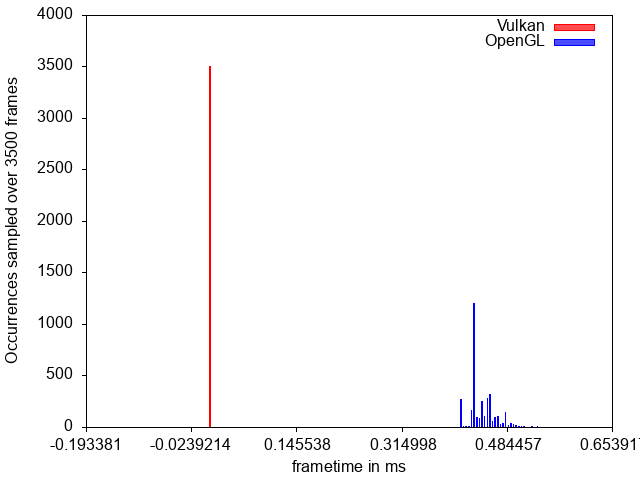 4000
3500
3000
2500
2000
1500
1000
500
0
Occurrences sampled over 3500 frames
Vulkan
OpenGL
-0.193381 -0.0239214 0.145538 0.314998 0.484457 0.653917
frametime in ms